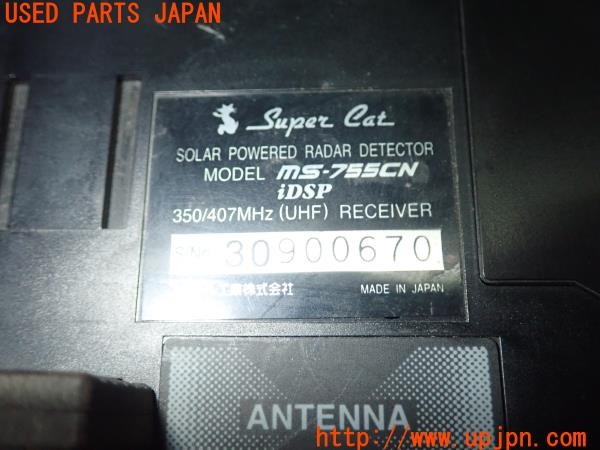 USED PARTS JAPAN
Super Cat
SOLAR POWERED RADAR DETECTOR
MODEL MS-755CN
iDSP
350/407MHz (UHF) RECEIVER
S/No. 30900670
工業株式会社 MADE IN JAPAN
ANTENNA
http://www.upjpn.com/